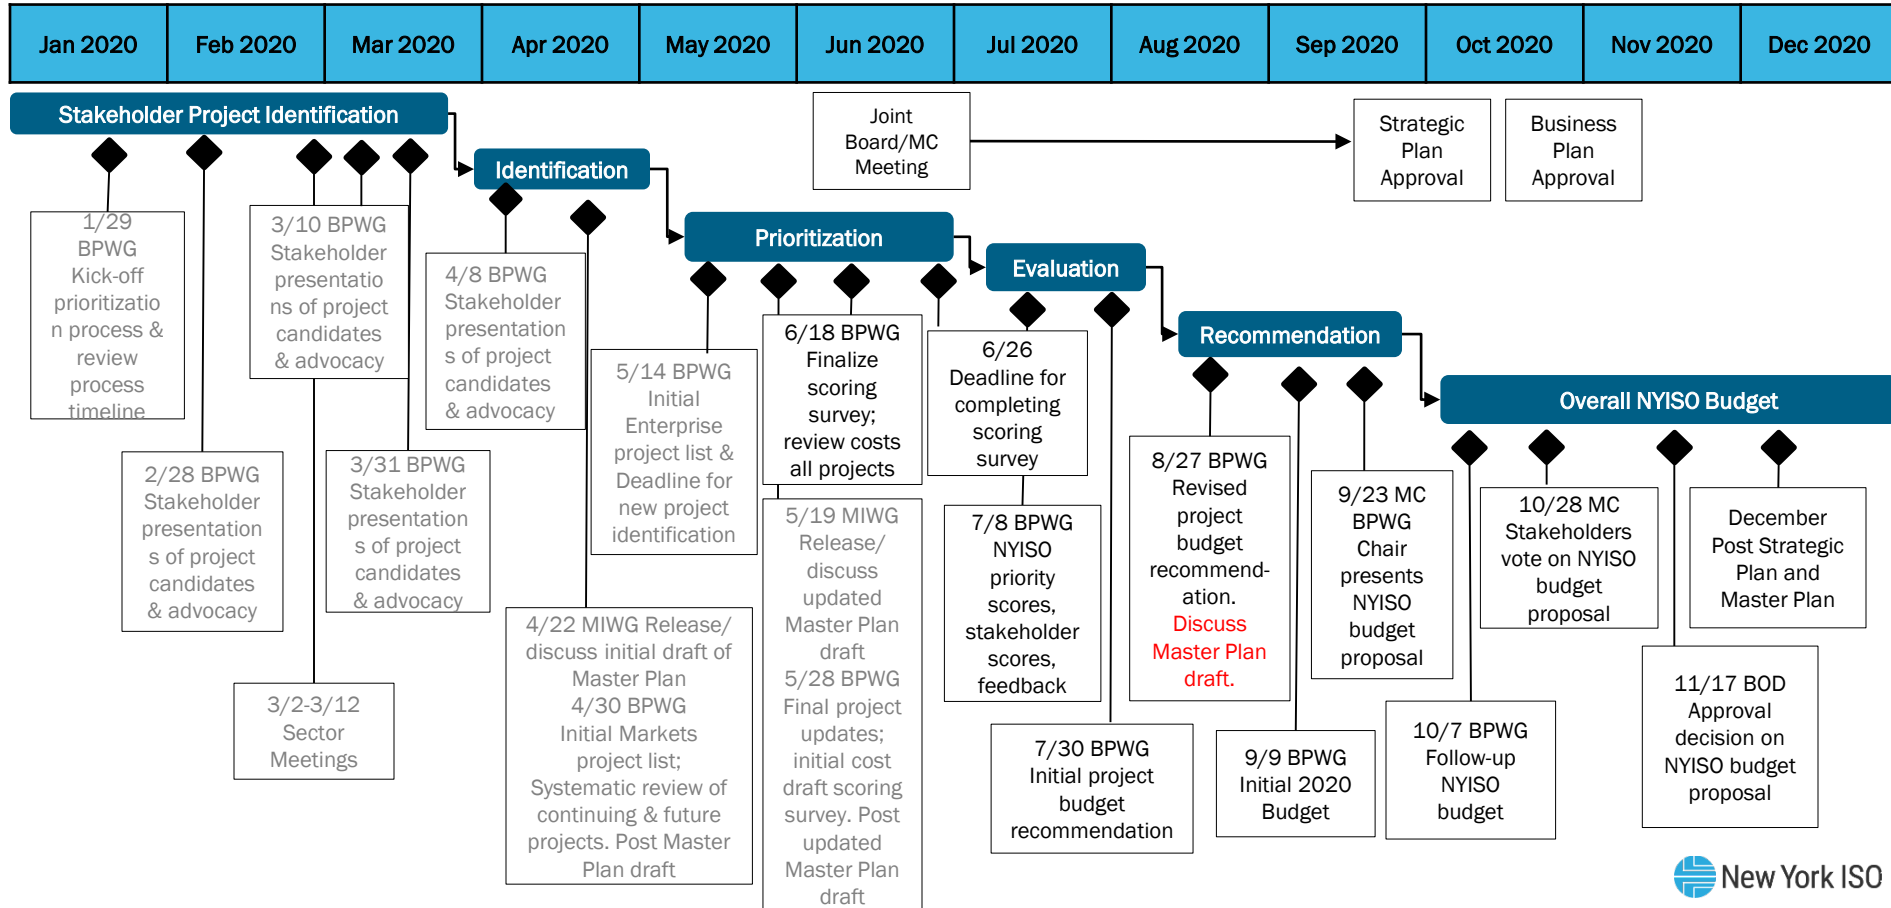 Jan 2020
Feb 2020
Mar 2020
Apr 2020
May 2020
Jun 2020
Jul 2020
Aug 2020
Sep 2020
Oct 2020
Nov 2020
Dec 2020
Stakeholder Project Identification
Identification
Prioritization
Evaluation
Recommendation
Overall NYISO Budget
Joint
Board/MC
Meeting
Strategic
Plan
Approval
Business
Plan
Approval
1/29
BPWG
Kick-off
prioritizatio
n process &
review
process
timeline
2/28 BPWG
Stakeholder
presentation
s of project
candidates
& advocacy
3/10 BPWG
Stakeholder
presentatio
ns of project
candidates
& advocacy
3/2-3/12
Sector
Meetings
3/31 BPWG
Stakeholder
presentation
s of project
candidates
& advocacy
4/8 BPWG
Stakeholder
presentation
s of project
candidates
& advocacy
4/22 MIWG Release/
discuss initial draft of
Master Plan
4/30 BPWG
Initial Markets
project list;
Systematic review of
continuing & future
projects. Post Master
Plan draft
5/14 BPWG
Initial
Enterprise
project list &
Deadline for
new project
identification
6/18 BPWG
Finalize
scoring
survey;
review costs
all projects
5/19 MIWG
Release/
discuss
updated
Master Plan
draft
5/28 BPWG
Final project
updates;
initial cost
draft scoring
survey. Post
updated
Master Plan
draft
6/26
Deadline for
completing
scoring
survey
7/8 BPWG
NYISO
priority
scores,
stakeholder
scores,
feedback
7/30 BPWG
Initial project
budget
recommendation
8/27 BPWG
Revised
project
budget
recommend-
ation.
Discuss
Master Plan
draft.
9/9 BPWG
Initial 2020
Budget
9/23 MC
BPWG
Chair
presents
NYISO
budget
proposal
10/7 BPWG
Follow-up
NYISO
budget
10/28 MC
Stakeholders
vote on NYISO
budget
proposal
11/17 BOD
Approval
decision on
NYISO budget
proposal
December
Post Strategic
Plan and
Master Plan
New York ISO